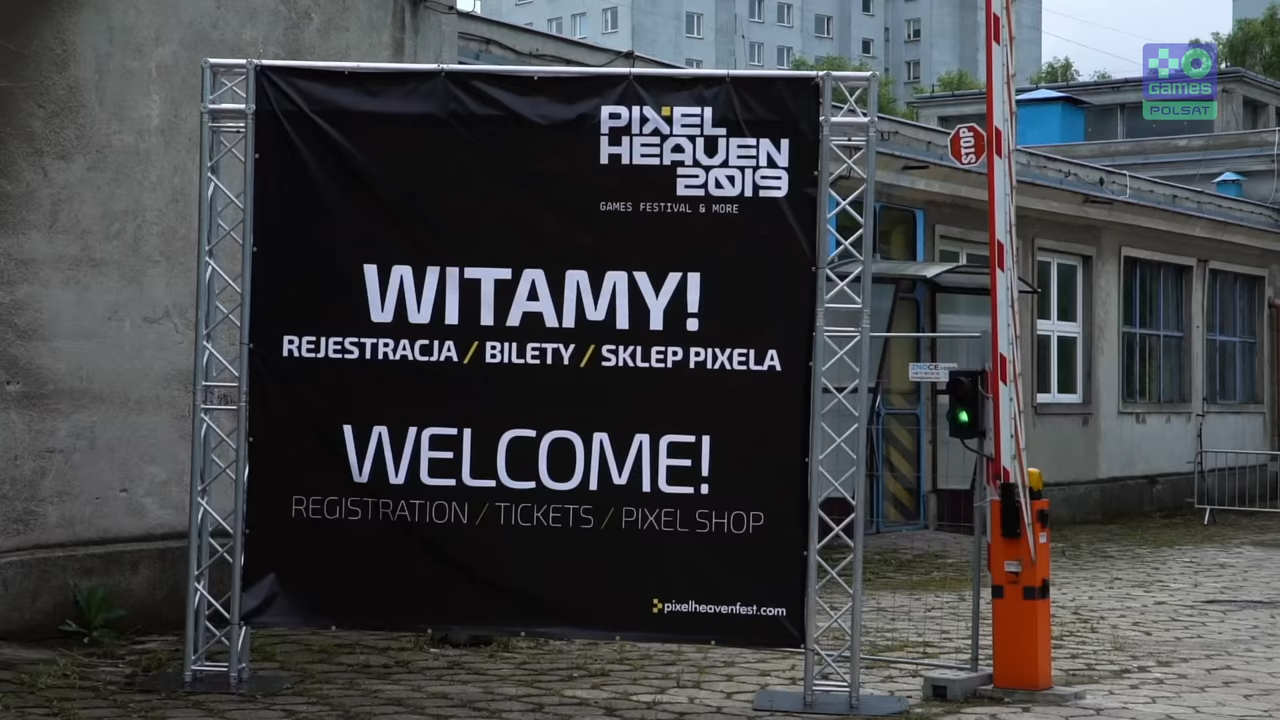 PIXEL
HEAVEN
2019
GAMES FESTIVAL & MORE
WITAMY!
REJESTRACJA / BILETY / SKLEP PIXELA
WELCOME!
REGISTRATION / TICKETS / PIXEL SHOP
pixelheavenfest.com
STOP
Games
POLSAT